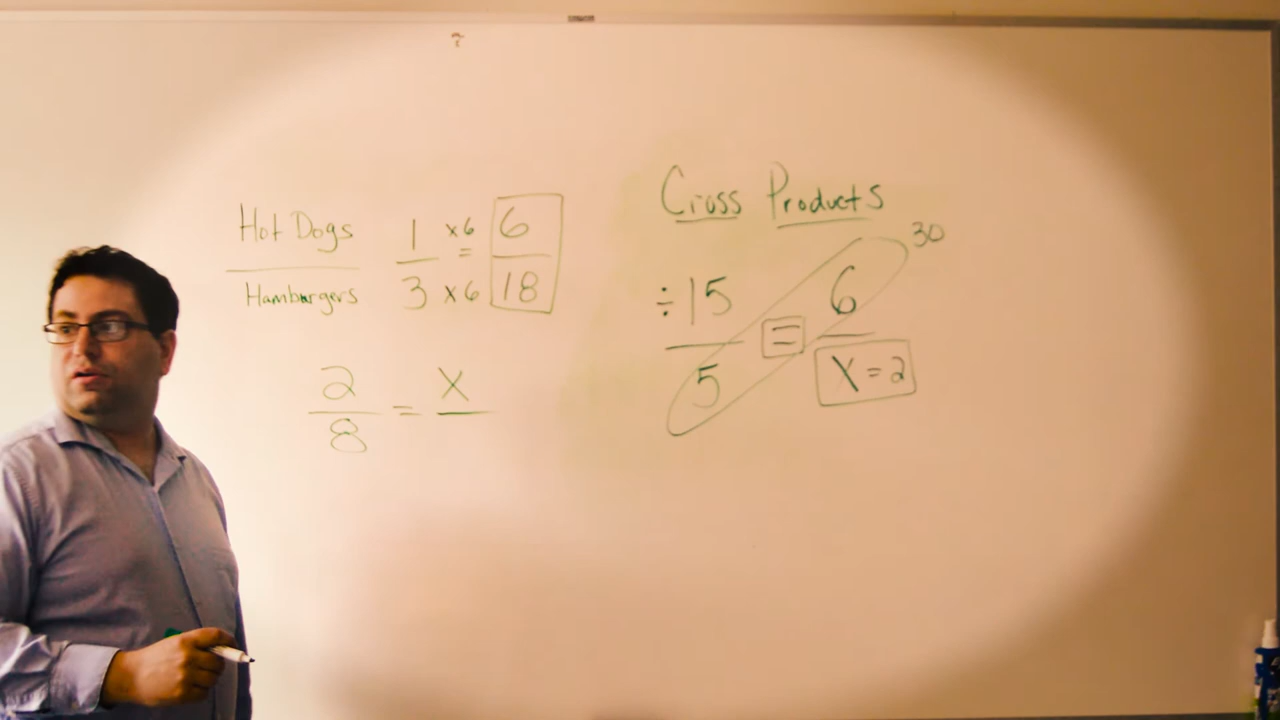 ?
Hot Dogs 1 x6 = 6
Hamburgers 3 x6 18
2 = X
8
Cross Products
30
÷15 = 6
5 X=2